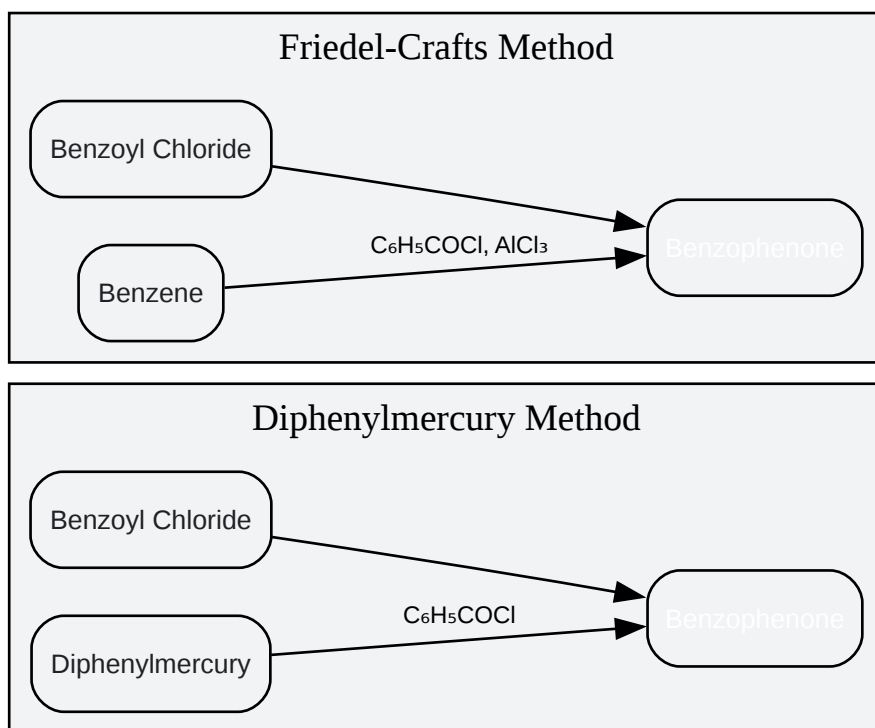 Friedel-Crafts Method
Benzoyl Chloride
C₆H₅COCl, AlCl₃
Benzophenone
Benzene
Diphenylmercury Method
Benzoyl Chloride
C₆H₅COCl
Benzophenone
Diphenylmercury